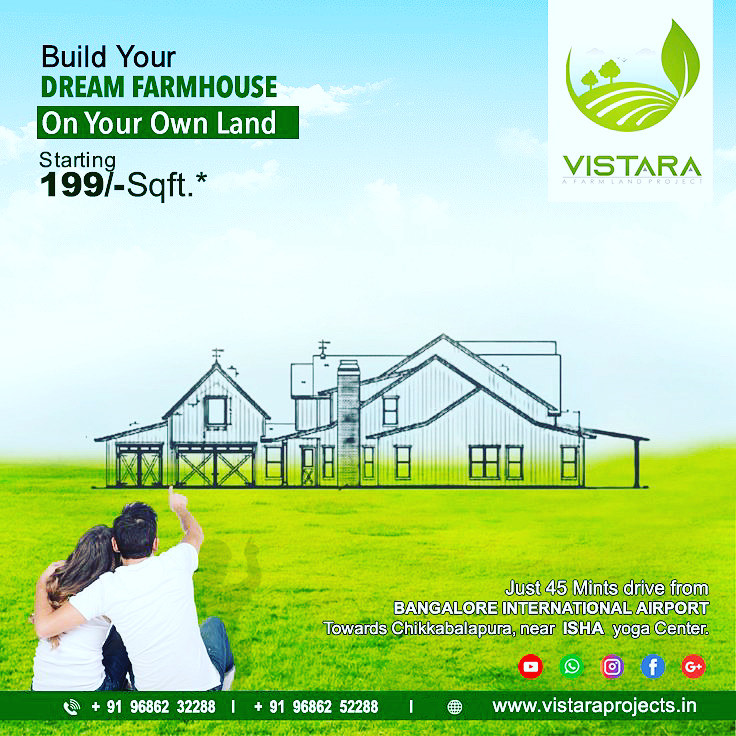 Build Your
DREAM FARMHOUSE
On Your Own Land
Starting
199/-Sqft.*
VISTARA
A FARM LAND PROJECT
Just 45 Mints drive from
BANGALORE INTERNATIONAL AIRPORT
Towards Chikkabalapura, near ISHA yoga Center.
+ 91 96862 32288 I + 91 96862 52288 I www.vistaraprojects.in